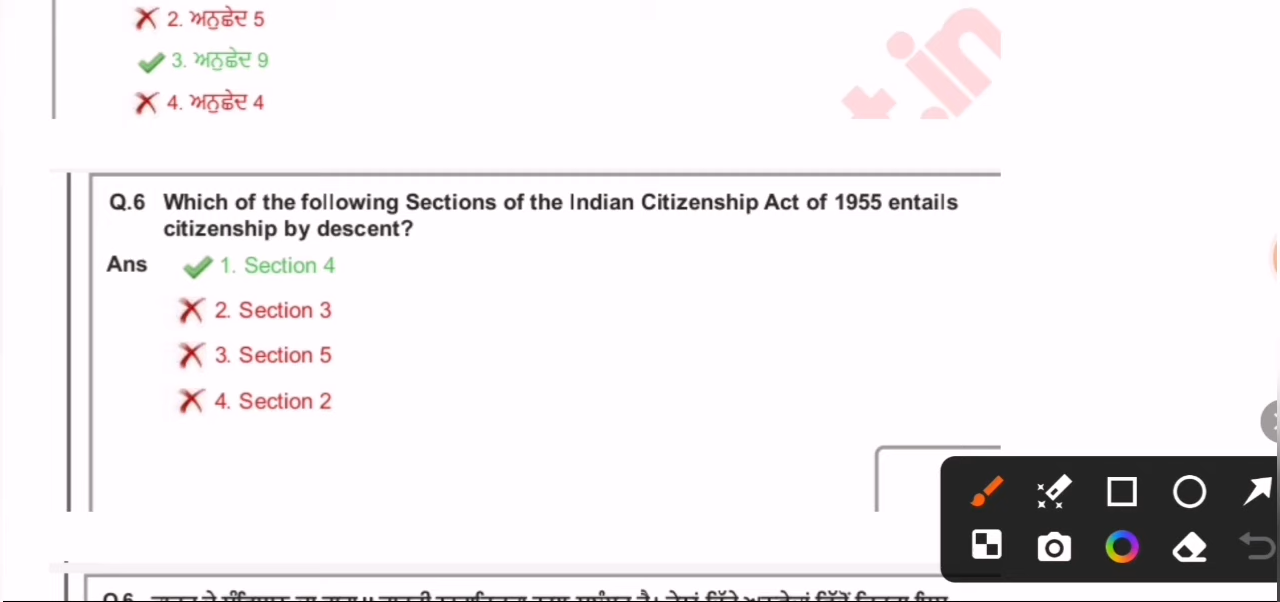 2. ਅਨੁਛੇਦ 5
3. ਅਨੁਛੇਦ 9
4. ਅਨੁਛੇਦ 4
Q.6 Which of the following Sections of the Indian Citizenship Act of 1955 entails
citizenship by descent?
Ans 1. Section 4
2. Section 3
3. Section 5
4. Section 2